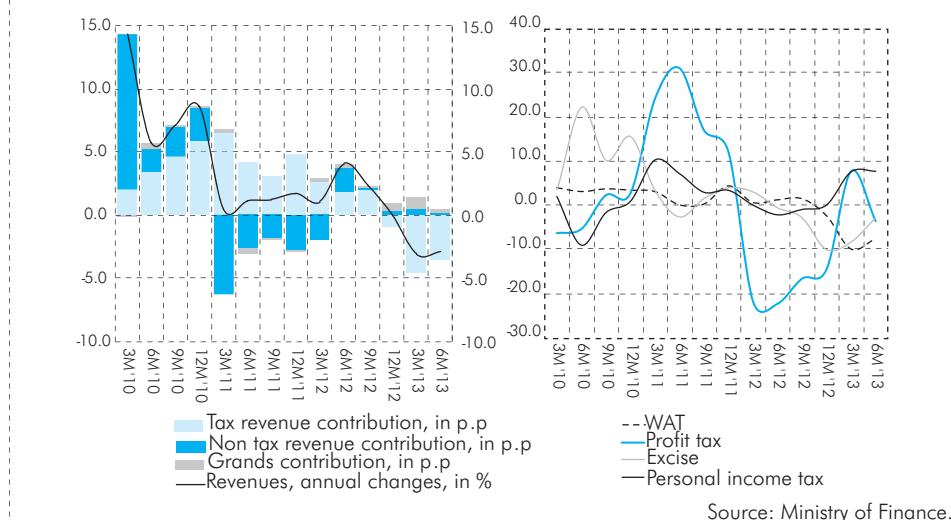 15.0
10.0
5.0
0.0
-5.0
-10.0
15.0
10.0
5.0
0.0
-5.0
-10.0
3M'10
6M'10
9M'10
12M'10
3M'11
6M'11
9M'11
12M'11
3M'12
6M'12
9M'12
12M'12
3M'13
6M'13
Tax revenue contribution, in p.p
Non tax revenue contribution, in p.p
Grands contribution, in p.p
Revenues, annual changes, in %
40.0
30.0
20.0
10.0
0.0
-10.0
-20.0
-30.0
3M'10
6M'10
9M'10
12M'10
3M'11
6M'11
9M'11
12M'11
3M'12
6M'12
9M'12
12M'12
3M'13
6M'13
WAT
Profit tax
Excise
Personal income tax
Source: Ministry of Finance.